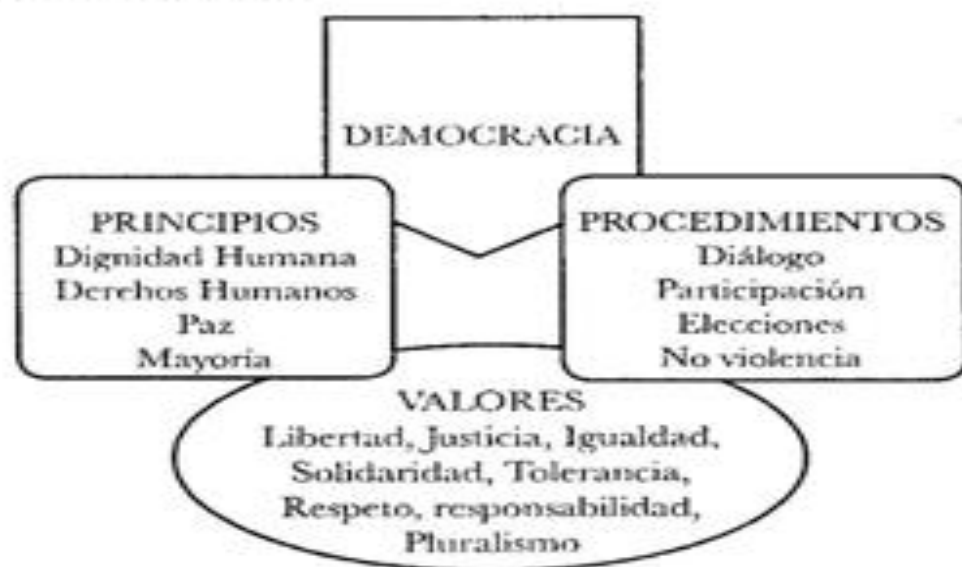 DEMOCRACIA
PRINCIPIOS
Dignidad Humana
Derehos Humanos
Paz
Mayoria
PROCEDIMIENTOS
Diálogo
Participación
Elecciones
No violencia
VALORES
Libertad, Justicia, Igualdad,
Solidaridad, Tolerancia,
Respeto, responsabilidad,
Pluralismo